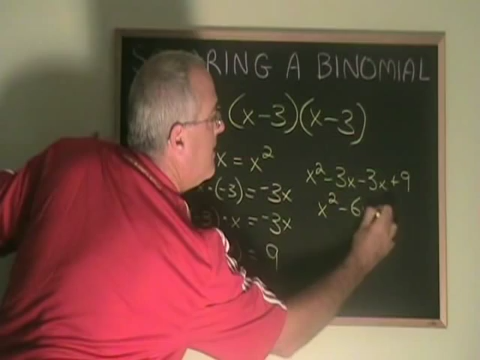 RING A BINOMIAL
(x-3)(x-3)
x = x²
· (-3) = -3x
-3) · x = -3x
) = 9
x² - 3x - 3x + 9
x² - 6